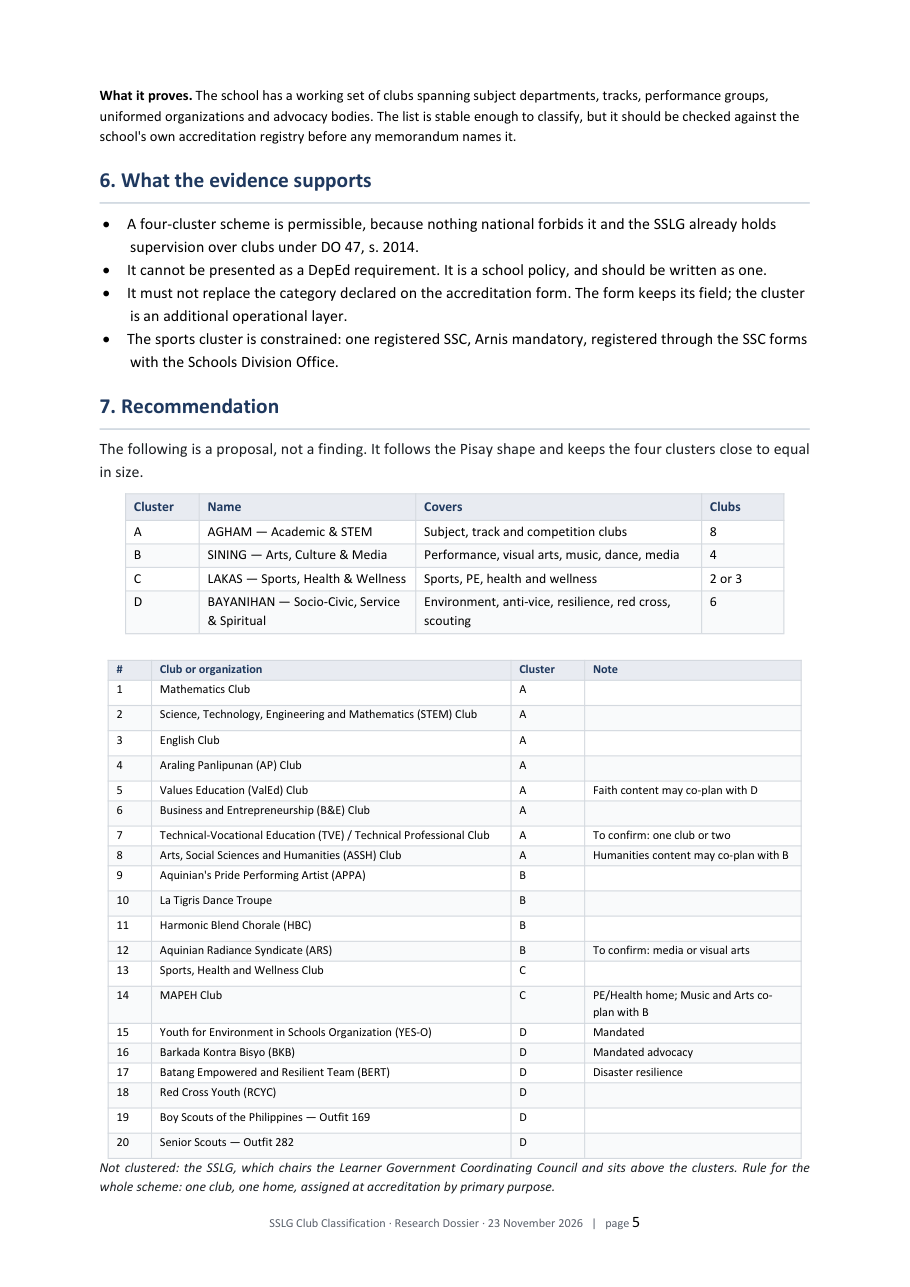 What it proves. The school has a working set of clubs spanning subject departments, tracks, performance groups,
uniformed organizations and advocacy bodies. The list is stable enough to classify, but it should be checked against the
school's own accreditation registry before any memorandum names it.
6. What the evidence supports
• A four-cluster scheme is permissible, because nothing national forbids it and the SSLG already holds
supervision over clubs under DO 47, s. 2014.
• It cannot be presented as a DepEd requirement. It is a school policy, and should be written as one.
• It must not replace the category declared on the accreditation form. The form keeps its field; the cluster
is an additional operational layer.
• The sports cluster is constrained: one registered SSC, Arnis mandatory, registered through the SSC forms
with the Schools Division Office.
7. Recommendation
The following is a proposal, not a finding. It follows the Pisay shape and keeps the four clusters close to equal
in size.
Cluster Name Covers Clubs
A AGHAM — Academic & STEM Subject, track and competition clubs 8
B SINING — Arts, Culture & Media Performance, visual arts, music, dance, media 4
C LAKAS — Sports, Health & Wellness Sports, PE, health and wellness 2 or 3
D BAYANIHAN — Socio-Civic, Service Environment, anti-vice, resilience, red cross, 6
& Spiritual scouting
# Club or organization Cluster Note
1 Mathematics Club A
2 Science, Technology, Engineering and Mathematics (STEM) Club A
3 English Club A
4 Araling Panlipunan (AP) Club A
5 Values Education (ValEd) Club A Faith content may co-plan with D
6 Business and Entrepreneurship (B&E) Club A
7 Technical-Vocational Education (TVE) / Technical Professional Club A To confirm: one club or two
8 Arts, Social Sciences and Humanities (ASSH) Club A Humanities content may co-plan with B
9 Aquinian's Pride Performing Artist (APPA) B
10 La Tigris Dance Troupe B
11 Harmonic Blend Chorale (HBC) B
12 Aquinian Radiance Syndicate (ARS) B To confirm: media or visual arts
13 Sports, Health and Wellness Club C
14 MAPEH Club C PE/Health home; Music and Arts co-
plan with B
15 Youth for Environment in Schools Organization (YES-O) D Mandated
16 Barkada Kontra Bisyo (BKB) D Mandated advocacy
17 Batang Empowered and Resilient Team (BERT) D Disaster resilience
18 Red Cross Youth (RCYC) D
19 Boy Scouts of the Philippines — Outfit 169 D
20 Senior Scouts — Outfit 282 D
Not clustered: the SSLG, which chairs the Learner Government Coordinating Council and sits above the clusters. Rule for the
whole scheme: one club, one home, assigned at accreditation by primary purpose.
SSLG Club Classification · Research Dossier · 23 November 2026 | page 5